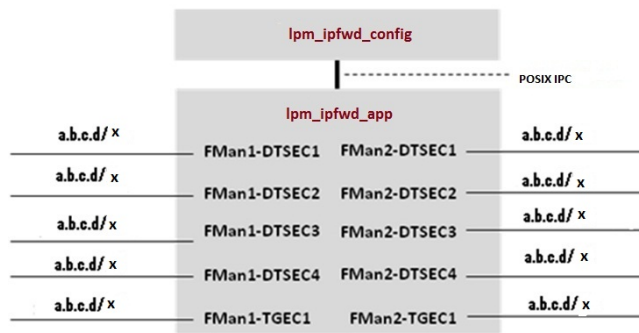 lpm_ipfwd_config
POSIX IPC
lpm_ipfwd_app
a.b.c.d/ x FMan1-DTSEC1 FMan2-DTSEC1 a.b.c.d/ x
a.b.c.d/ x FMan1-DTSEC2 FMan2-DTSEC2 a.b.c.d/ x
a.b.c.d/ x FMan1-DTSEC3 FMan2-DTSEC3 a.b.c.d/ x
a.b.c.d/ x FMan1-DTSEC4 FMan2-DTSEC4 a.b.c.d/ x
a.b.c.d/ x FMan1-TGEC1 FMan2-TGEC1 a.b.c.d/ x